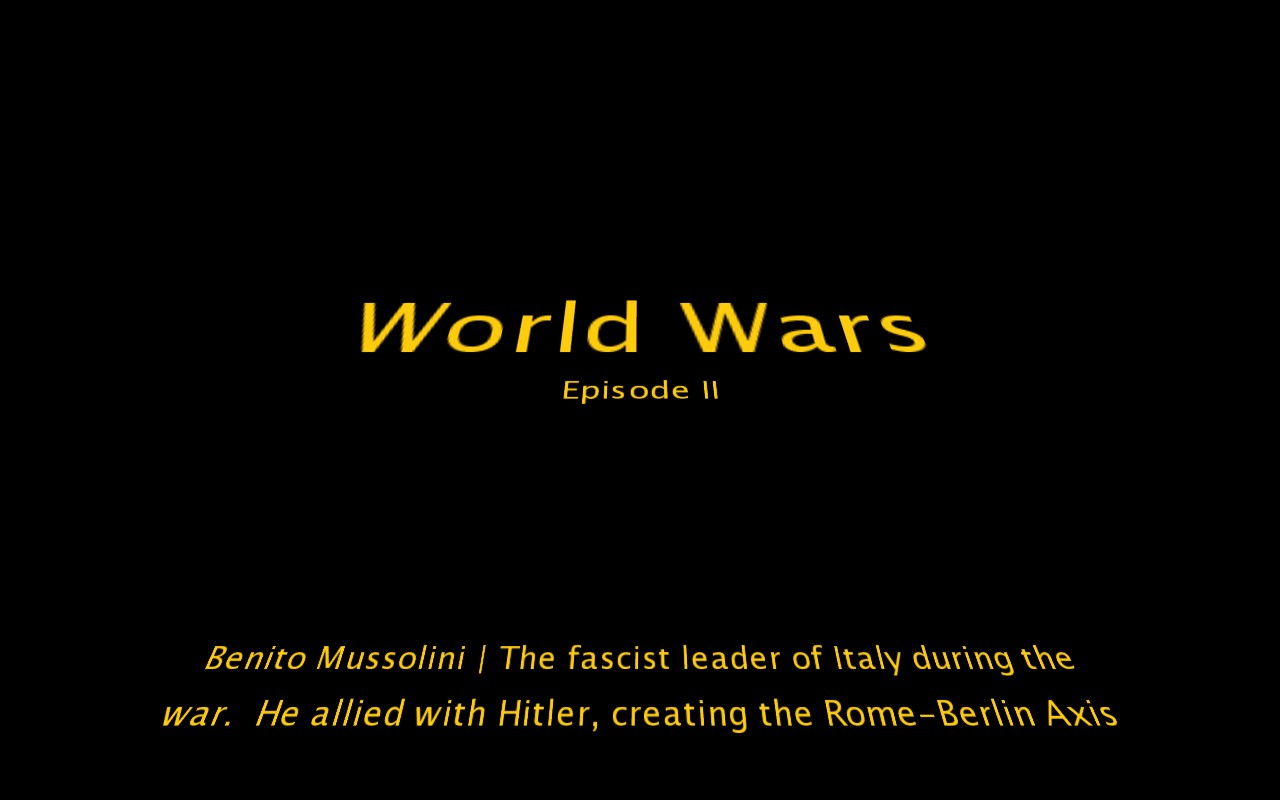 World Wars
Episode II
Benito Mussolini | The fascist leader of Italy during the
war.  He allied with Hitler, creating the Rome-Berlin Axis